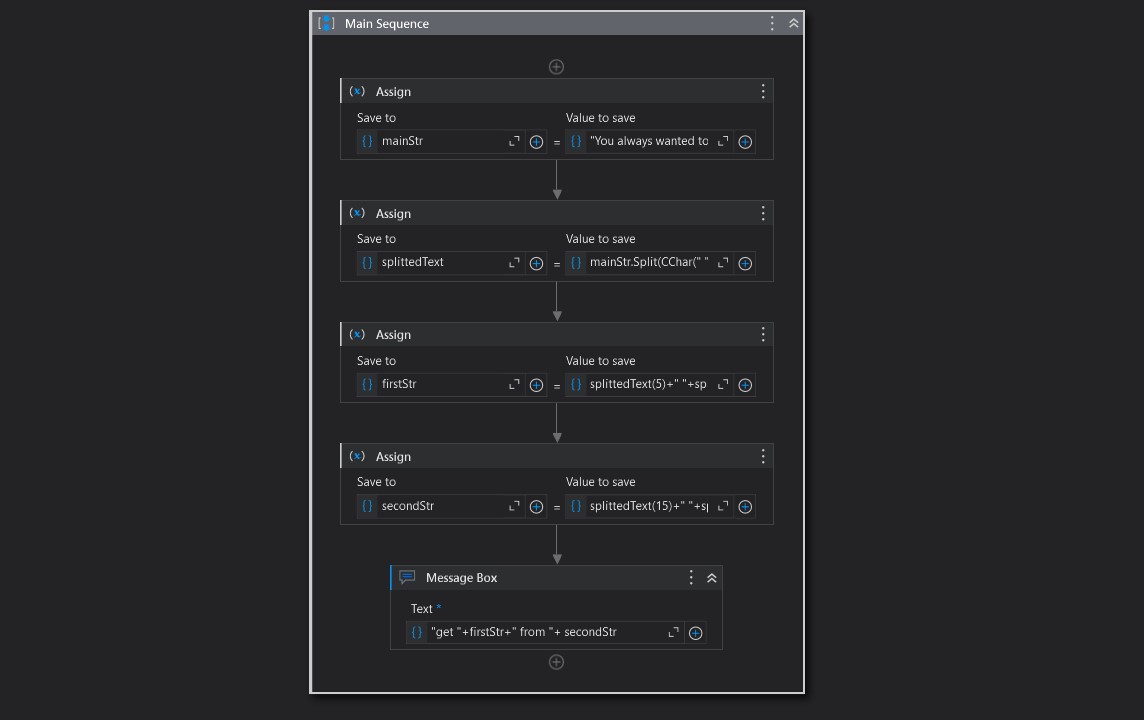 Main Sequence
Assign
Save to Value to save
mainStr = "You always wanted to
Assign
Save to Value to save
splittedText = mainStr.Split(CChar(" "
Assign
Save to Value to save
firstStr = splittedText(5)+" "+sp
Assign
Save to Value to save
secondStr = splittedText(15)+" "+sp
Message Box
Text *
"get "+firstStr+" from "+ secondStr